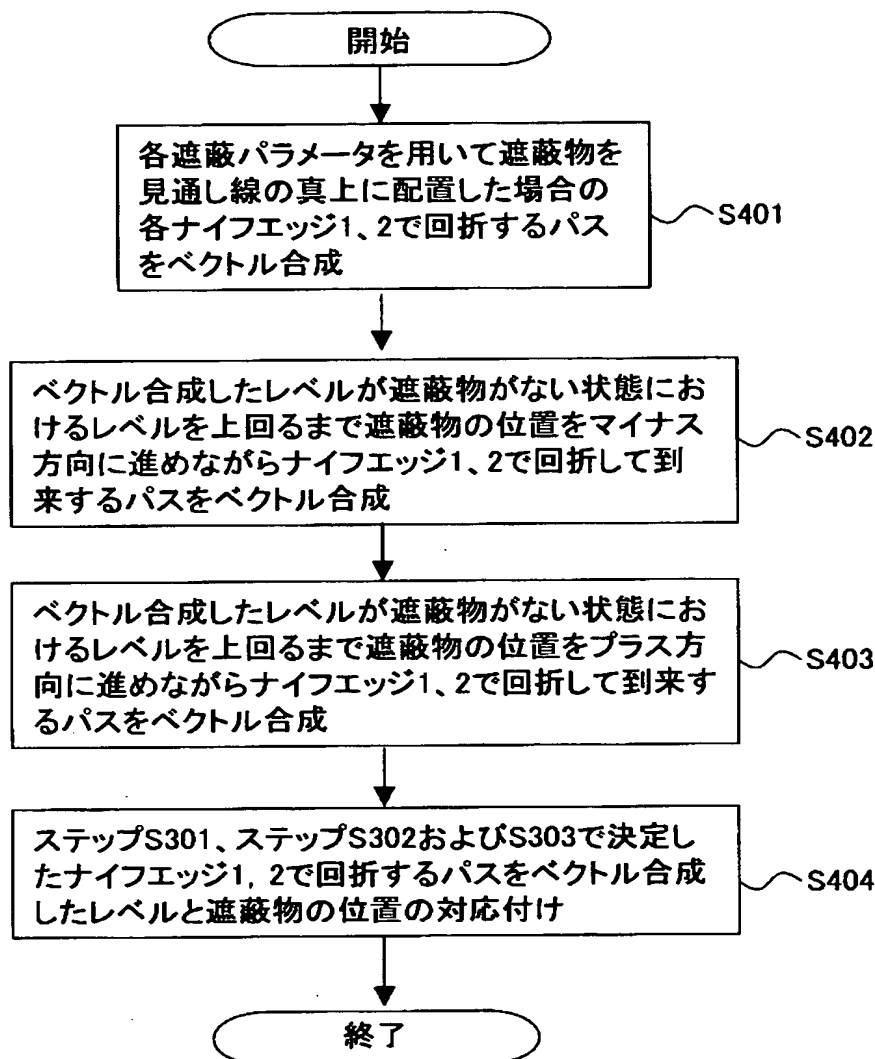 開始
各遮蔽パラメータを用いて遮蔽物を
見通し線の真上に配置した場合の
各ナイフエッジ1、2で回折するパス
をベクトル合成
S401
ベクトル合成したレベルが遮蔽物がない状態にお
けるレベルを上回るまで遮蔽物の位置をマイナス
方向に進めながらナイフエッジ1、2で回折して到
来するパスをベクトル合成
S402
ベクトル合成したレベルが遮蔽物がない状態にお
けるレベルを上回るまで遮蔽物の位置をプラス方
向に進めながらナイフエッジ1、2で回折して到来す
るパスをベクトル合成
S403
ステップS301、ステップS302およびS303で決定し
たナイフエッジ1, 2で回折するパスをベクトル合成
したレベルと遮蔽物の位置の対応付け
S404
終了